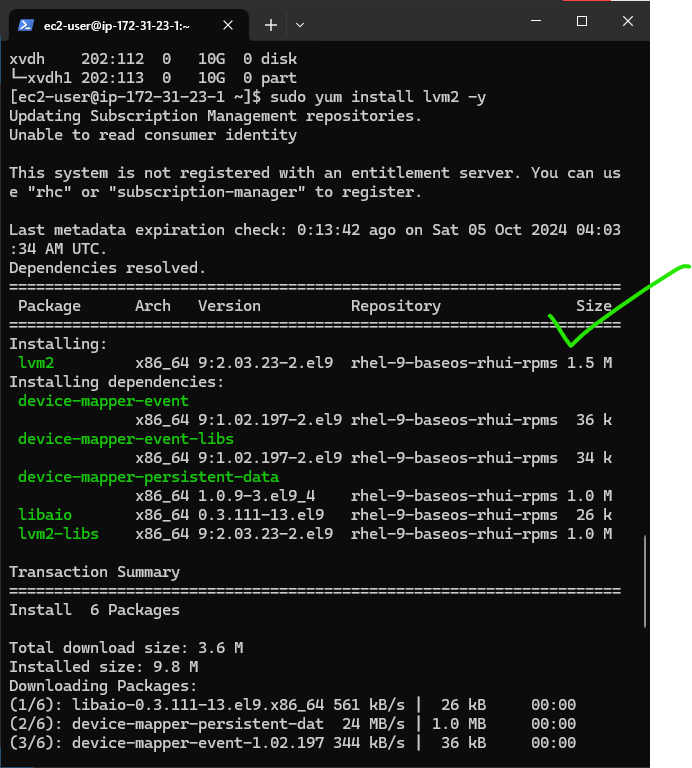 ec2-user@ip-172-31-23-1:~
xvdh    202:112  0   10G  0 disk
└─xvdh1 202:113  0   10G  0 part
[ec2-user@ip-172-31-23-1 ~]$ sudo yum install lvm2 -y
Updating Subscription Management repositories.
Unable to read consumer identity

This system is not registered with an entitlement server. You can us
e "rhc" or "subscription-manager" to register.

Last metadata expiration check: 0:13:42 ago on Sat 05 Oct 2024 04:03
:34 AM UTC.
Dependencies resolved.
====================================================================
 Package      Arch   Version          Repository               Size
====================================================================
Installing:
 lvm2         x86_64 9:2.03.23-2.el9  rhel-9-baseos-rhui-rpms 1.5 M
Installing dependencies:
 device-mapper-event
              x86_64 9:1.02.197-2.el9 rhel-9-baseos-rhui-rpms  36 k
 device-mapper-event-libs
              x86_64 9:1.02.197-2.el9 rhel-9-baseos-rhui-rpms  34 k
 device-mapper-persistent-data
              x86_64 1.0.9-3.el9_4    rhel-9-baseos-rhui-rpms 1.0 M
 libaio       x86_64 0.3.111-13.el9   rhel-9-baseos-rhui-rpms  26 k
 lvm2-libs    x86_64 9:2.03.23-2.el9  rhel-9-baseos-rhui-rpms 1.0 M

Transaction Summary
====================================================================
Install  6 Packages

Total download size: 3.6 M
Installed size: 9.8 M
Downloading Packages:
(1/6): libaio-0.3.111-13.el9.x86_64 561 kB/s |  26 kB     00:00
(2/6): device-mapper-persistent-dat  24 MB/s | 1.0 MB     00:00
(3/6): device-mapper-event-1.02.197 344 kB/s |  36 kB     00:00